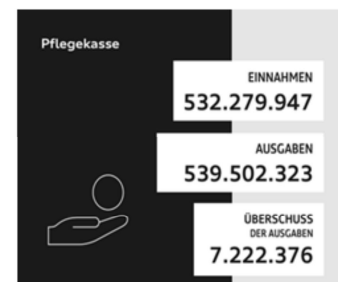 Pflegekasse
EINNAHMEN
532.279.947
AUSGABEN
539.502.323
ÜBERSCHUSS
DER AUSGABEN
7.222.376